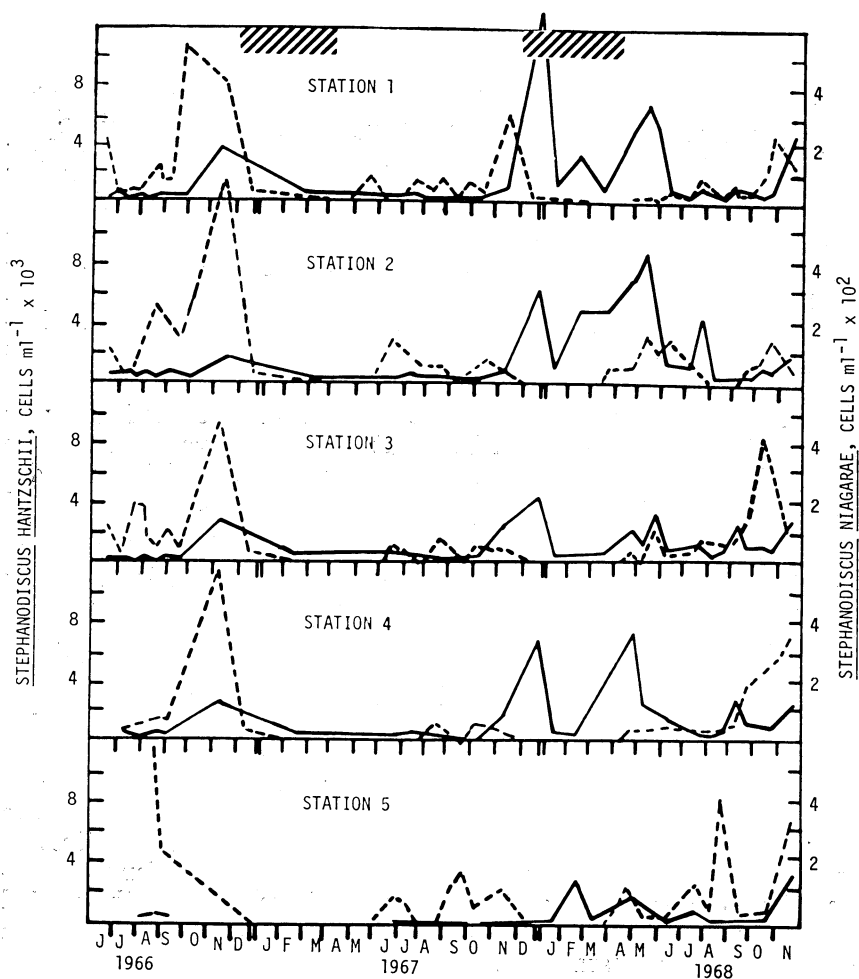 STEPHANODISCUS HANTZSCHII, CELLS ml⁻¹ x 10³
8
4
STATION 1
4
2
8
4
STATION 2
4
2
8
4
STATION 3
4
2
8
4
STATION 4
4
2
8
4
STATION 5
4
2
STEPHANODISCUS NIAGARAE, CELLS ml⁻¹ x 10²
J J A S O N D J F M A M J J A S O N D J F M A M J J A S O N
1966 1967 1968